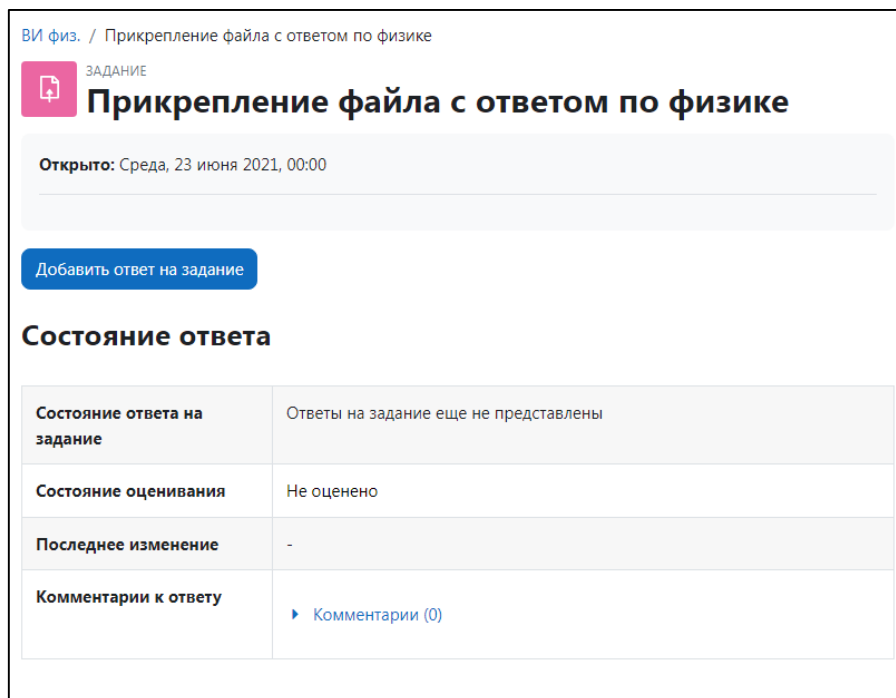 ВИ физ. / Прикрепление файла с ответом по физике
ЗАДАНИЕ
Прикрепление файла с ответом по физике
Открыто: Среда, 23 июня 2021, 00:00
Добавить ответ на задание
Состояние ответа
Состояние ответа на
задание
Ответы на задание еще не представлены
Состояние оценивания
Не оценено
Последнее изменение
-
Комментарии к ответу
Комментарии (0)